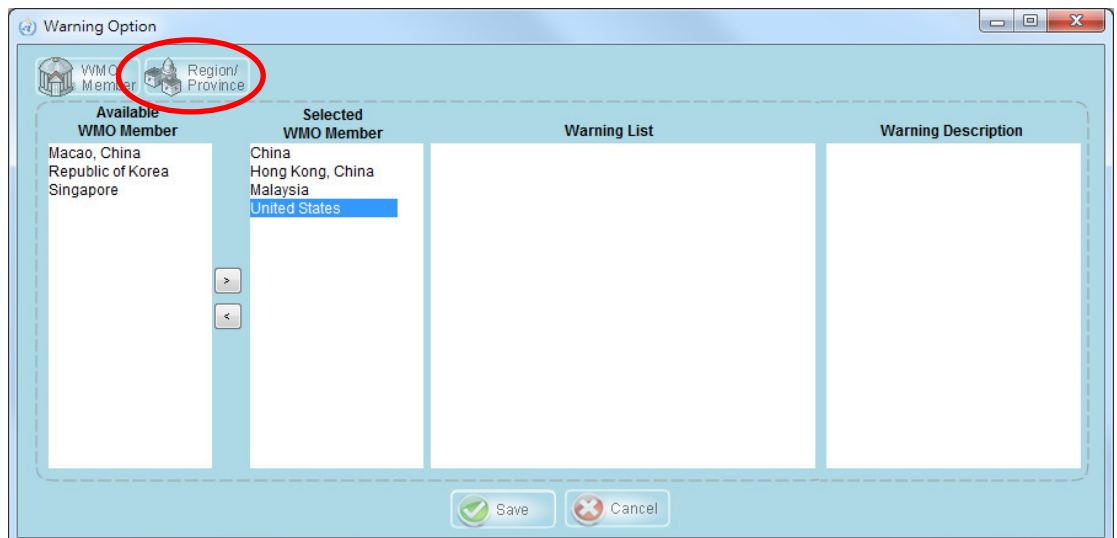 Warning Option
WMO
Member
Region/
Province
Available
WMO Member
Selected
WMO Member
Warning List
Warning Description
Macao, China
Republic of Korea
Singapore
China
Hong Kong, China
Malaysia
United States
>
<
Save
Cancel